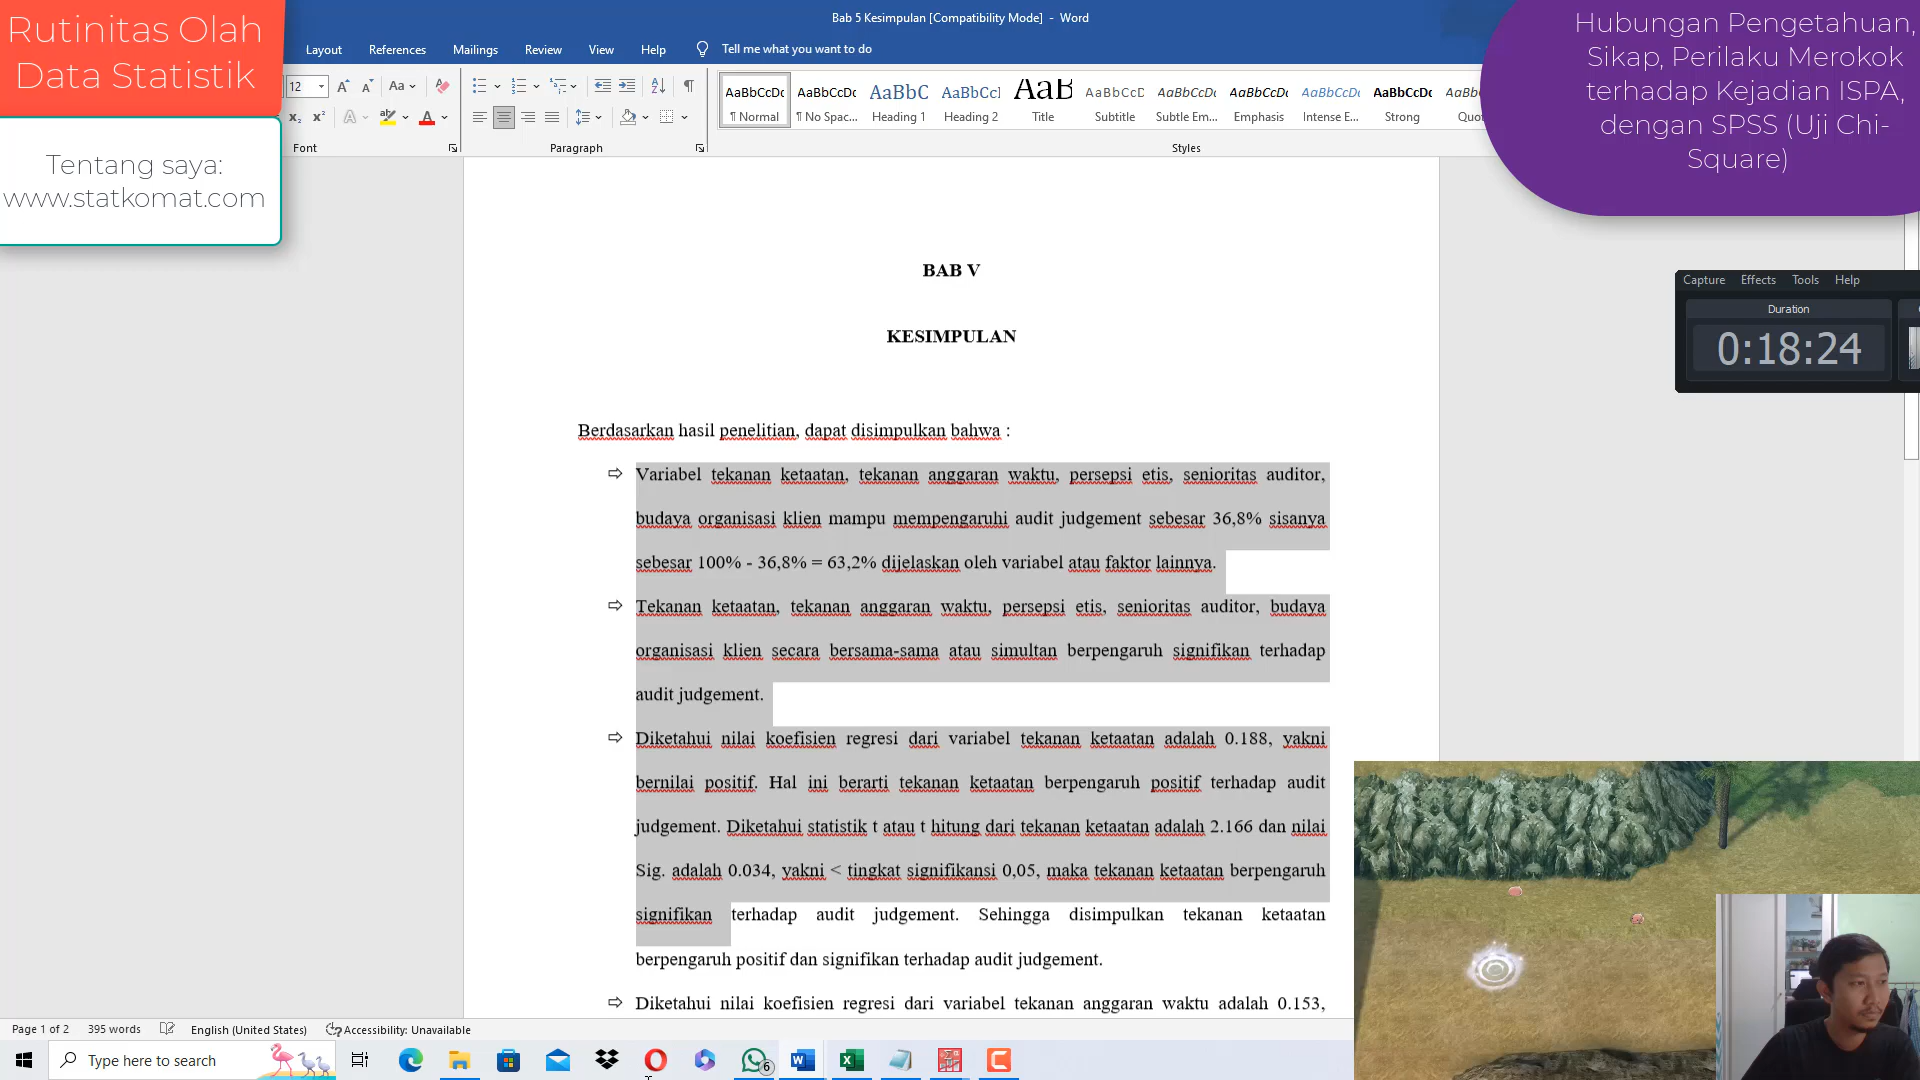 Rutinitas Olah
Data Statistik
Tentang saya:
www.statkomat.com
Bab 5 Kesimpulan [Compatibility Mode] - Word
Layout References Mailings Review View Help Tell me what you want to do
12 Aa
Font Paragraph Styles
AaBbCcDc AaBbCcDc AaBbC AaBbCcI AaB AaBbCcD AaBbCcDc AaBbCcDc AaBbCcDc AaBbCcDc
¶ Normal ¶ No Spac... Heading 1 Heading 2 Title Subtitle Subtle Em... Emphasis Intense E... Strong
Hubungan Pengetahuan,
Sikap, Perilaku Merokok
terhadap Kejadian ISPA,
dengan SPSS (Uji Chi-
Square)
Capture Effects Tools Help
Duration
0:18:24
BAB V
KESIMPULAN
Berdasarkan hasil penelitian, dapat disimpulkan bahwa :
⇨ Variabel tekanan ketaatan, tekanan anggaran waktu, persepsi etis, senioritas auditor,
budaya organisasi klien mampu mempengaruhi audit judgement sebesar 36,8% sisanya
sebesar 100% - 36,8% = 63,2% dijelaskan oleh variabel atau faktor lainnya.
⇨ Tekanan ketaatan, tekanan anggaran waktu, persepsi etis, senioritas auditor, budaya
organisasi klien secara bersama-sama atau simultan berpengaruh signifikan terhadap
audit judgement.
⇨ Diketahui nilai koefisien regresi dari variabel tekanan ketaatan adalah 0.188, yakni
bernilai positif. Hal ini berarti tekanan ketaatan berpengaruh positif terhadap audit
judgement. Diketahui statistik t atau t hitung dari tekanan ketaatan adalah 2.166 dan nilai
Sig. adalah 0.034, yakni < tingkat signifikansi 0,05, maka tekanan ketaatan berpengaruh
signifikan terhadap audit judgement. Sehingga disimpulkan tekanan ketaatan
berpengaruh positif dan signifikan terhadap audit judgement.
⇨ Diketahui nilai koefisien regresi dari variabel tekanan anggaran waktu adalah 0.153,
Page 1 of 2 395 words English (United States) Accessibility: Unavailable
Type here to search
6